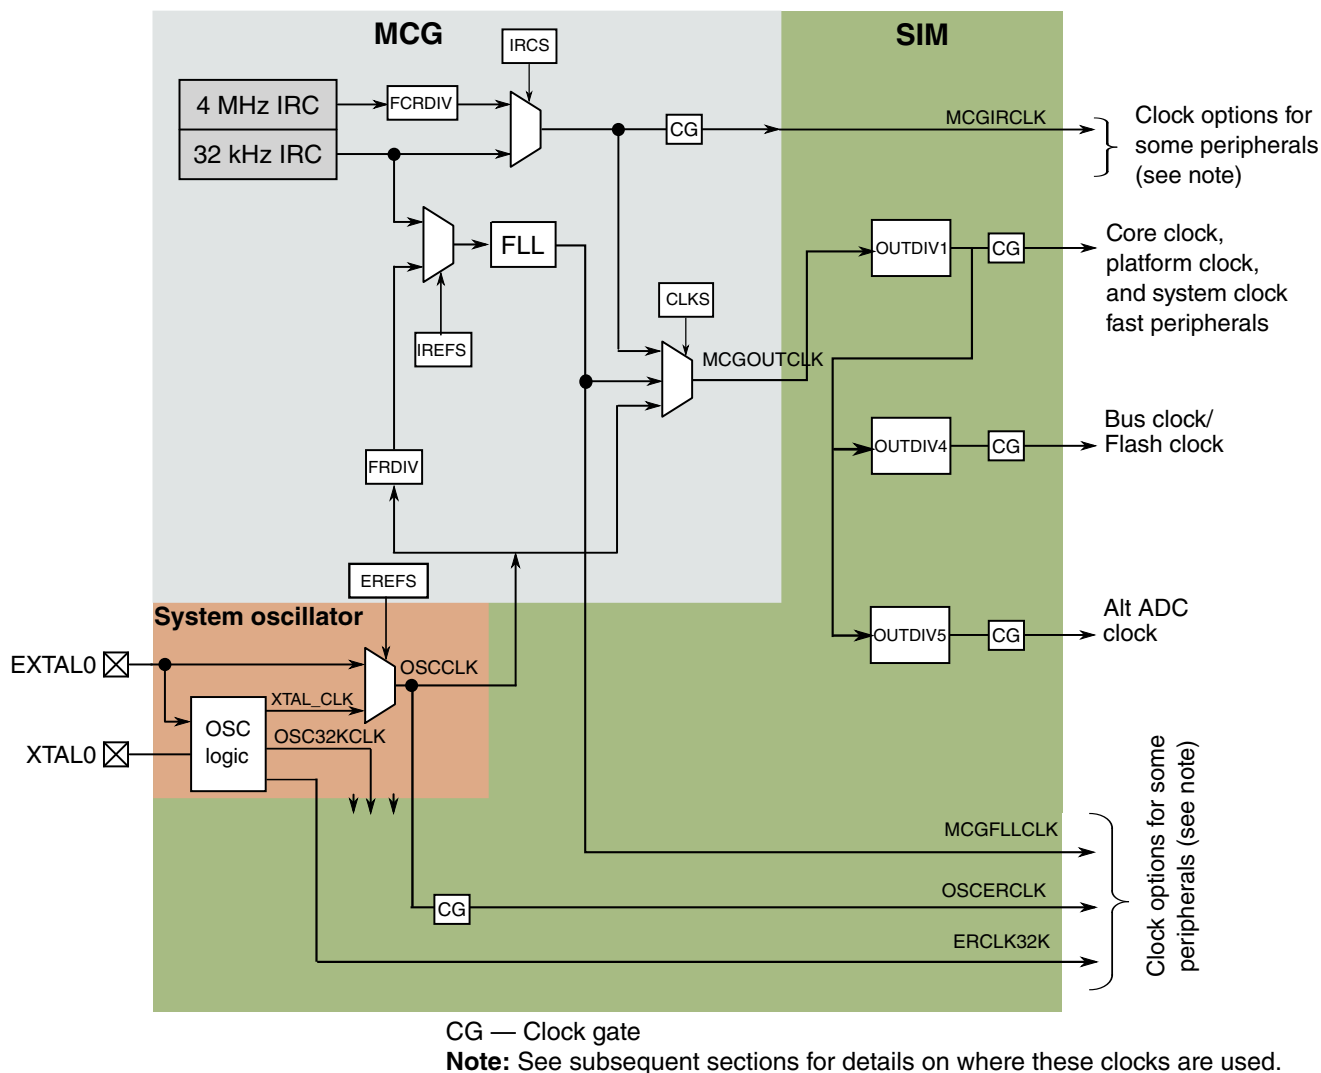 MCG
SIM
IRCS
4 MHz IRC
FCRDIV
32 kHz IRC
CG
MCGIRCLK
Clock options for
some peripherals
(see note)
FLL
OUTDIV1
CG
Core clock,
platform clock,
and system clock
fast peripherals
IREFS
CLKS
MCGOUTCLK
FRDIV
OUTDIV4
CG
Bus clock/
Flash clock
EREFS
System oscillator
OUTDIV5
CG
Alt ADC
clock
EXTAL0
OSCCLK
XTAL_CLK
OSC
logic
OSC32KCLK
XTAL0
MCGFLLCLK
CG
OSCERCLK
ERCLK32K
Clock options for some
peripherals (see note)
CG — Clock gate
Note: See subsequent sections for details on where these clocks are used.